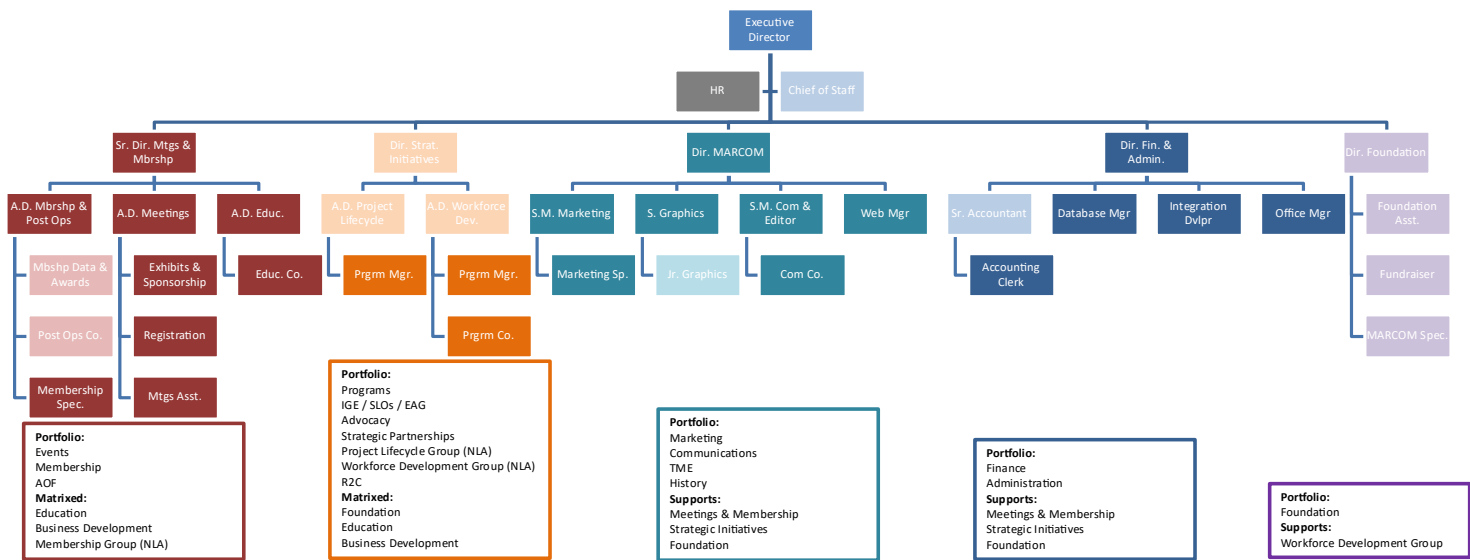 Executive
Director
HR
Chief of Staff
Sr. Dir. Mtgs &
Mbrshp
Dir. Strat.
Initiatives
Dir. MARCOM
Dir. Fin. &
Admin.
Dir. Foundation
A.D. Mbrshp &
Post Ops
A.D. Meetings
A.D. Educ.
A.D. Project
Lifecycle
A.D. Workforce
Dev.
S.M. Marketing
S. Graphics
S.M. Com &
Editor
Web Mgr
Sr. Accountant
Database Mgr
Integration
Dvlpr
Office Mgr
Foundation
Asst.
Mbshp Data &
Awards
Exhibits &
Sponsorship
Educ. Co.
Prgrm Mgr.
Prgrm Mgr.
Marketing Sp.
Jr. Graphics
Com Co.
Accounting
Clerk
Fundraiser
Post Ops Co.
Registration
Prgrm Co.
MARCOM Spec.
Membership
Spec.
Mtgs Asst.
Portfolio:
Events
Membership
AOF
Matrixed:
Education
Business Development
Membership Group (NLA)
Portfolio:
Programs
IGE / SLOs / EAG
Advocacy
Strategic Partnerships
Project Lifecycle Group (NLA)
Workforce Development Group (NLA)
R2C
Matrixed:
Foundation
Education
Business Development
Portfolio:
Marketing
Communications
TME
History
Supports:
Meetings & Membership
Strategic Initiatives
Foundation
Portfolio:
Finance
Administration
Supports:
Meetings & Membership
Strategic Initiatives
Foundation
Portfolio:
Foundation
Supports:
Workforce Development Group